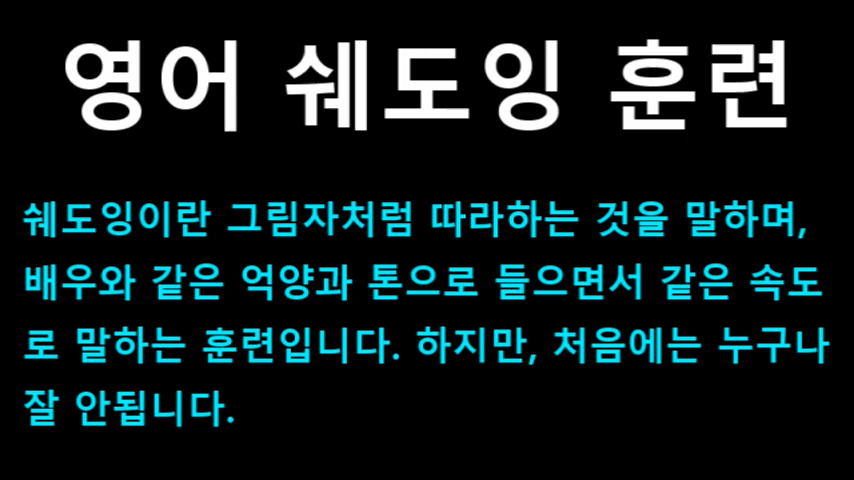 영어 쉐도잉 훈련
쉐도잉이란 그림자처럼 따라하는 것을 말하며,
배우와 같은 억양과 톤으로 들으면서 같은 속도
로 말하는 훈련입니다. 하지만, 처음에는 누구나
잘 안됩니다.